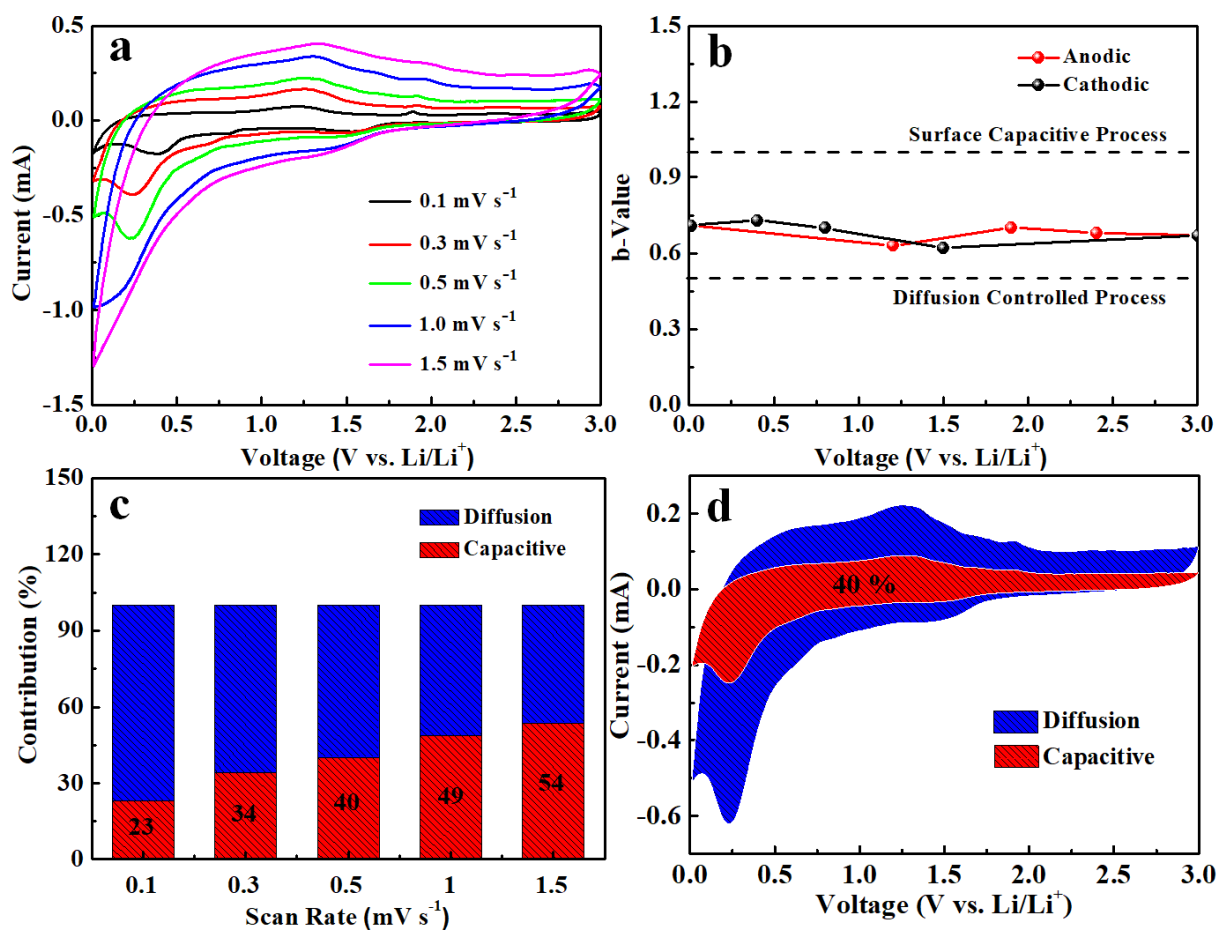 a
0.5
0.0
-0.5
-1.0
-1.5
Current (mA)
0.1 mV s⁻¹
0.3 mV s⁻¹
0.5 mV s⁻¹
1.0 mV s⁻¹
1.5 mV s⁻¹
0.0 0.5 1.0 1.5 2.0 2.5 3.0
Voltage (V vs. Li/Li⁺)
b
1.5
1.2
0.9
0.6
0.3
0.0
b-Value
Anodic
Cathodic
Surface Capacitive Process
Diffusion Controlled Process
0.0 0.5 1.0 1.5 2.0 2.5 3.0
Voltage (V vs. Li/Li⁺)
c
150
120
90
60
30
0
Contribution (%)
Diffusion
Capacitive
23 34 40 49 54
0.1 0.3 0.5 1 1.5
Scan Rate (mV s⁻¹)
d
0.2
0.0
-0.2
-0.4
-0.6
Current (mA)
40 %
Diffusion
Capacitive
0.0 0.5 1.0 1.5 2.0 2.5 3.0
Voltage (V vs. Li/Li⁺)